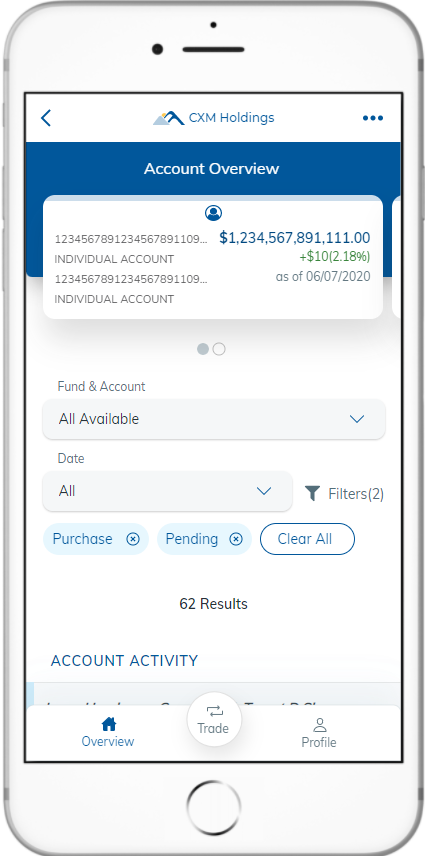 CXM Holdings
Account Overview
1234567891234567891109... $1,234,567,891,111.00
INDIVIDUAL ACCOUNT +$10(2.18%)
1234567891234567891109... as of 06/07/2020
INDIVIDUAL ACCOUNT
Fund & Account
All Available
Date
All
Filters(2)
Purchase
Pending
Clear All
62 Results
ACCOUNT ACTIVITY
Overview
Trade
Profile